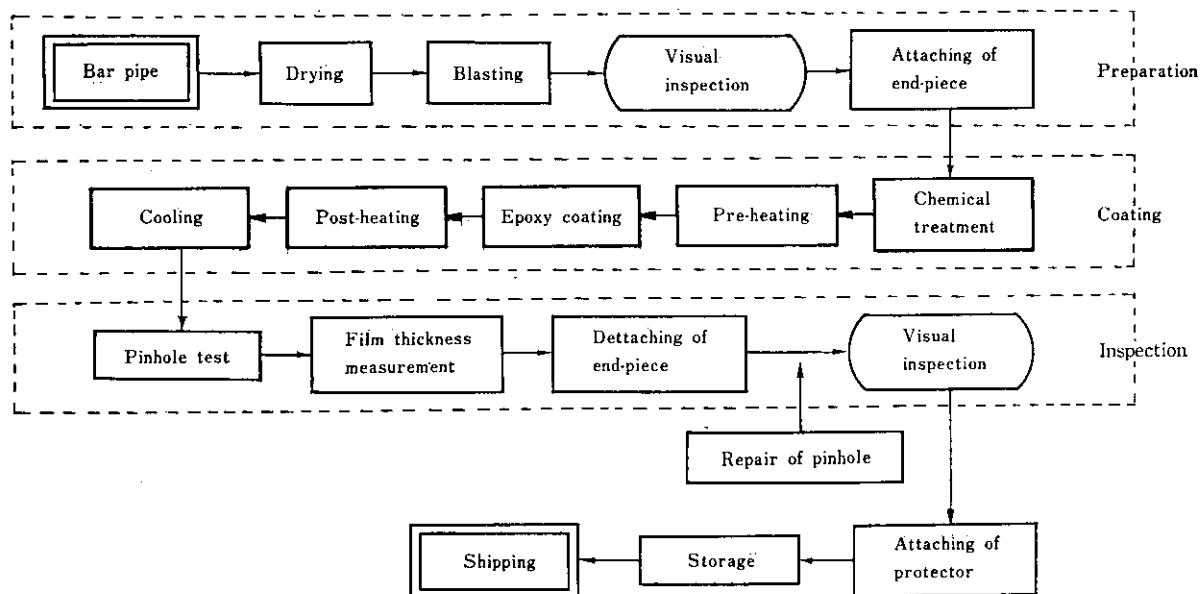 Bar pipe
Drying
Blasting
Visual
inspection
Attaching of
end-piece
Preparation
Cooling
Post-heating
Epoxy coating
Pre-heating
Chemical
treatment
Coating
Pinhole test
Film thickness
measurement
Dettaching of
end-piece
Visual
inspection
Inspection
Repair of pinhole
Shipping
Storage
Attaching of
protector